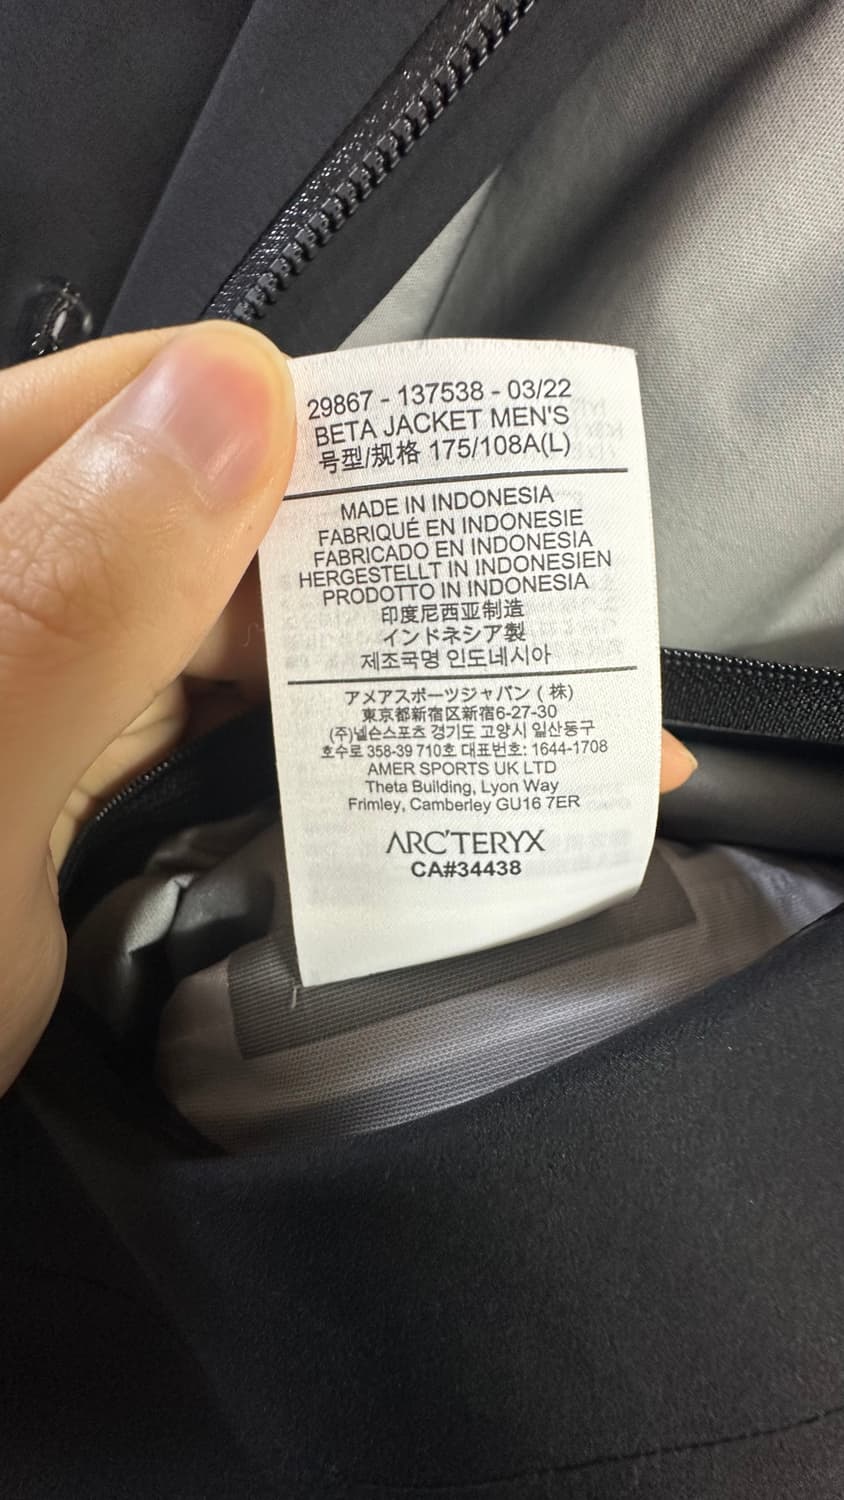 29867 - 137538 - 03/22
BETA JACKET MEN'S
号型/规格 175/108A(L)
MADE IN INDONESIA
FABRIQUÉ EN INDONESIE
FABRICADO EN INDONESIA
HERGESTELLT IN INDONESIEN
PRODOTTO IN INDONESIA
印度尼西亚制造
インドネシア製
제조국명 인도네시아
アメアスポーツジャパン ( 株)
東京都新宿区新宿6-27-30
(주)넬슨스포츠 경기도 고양시 일산동구
호수로 358-39 710호 대표번호: 1644-1708
AMER SPORTS UK LTD
Theta Building, Lyon Way
Frimley, Camberley GU16 7ER
ARC'TERYX
CA#34438